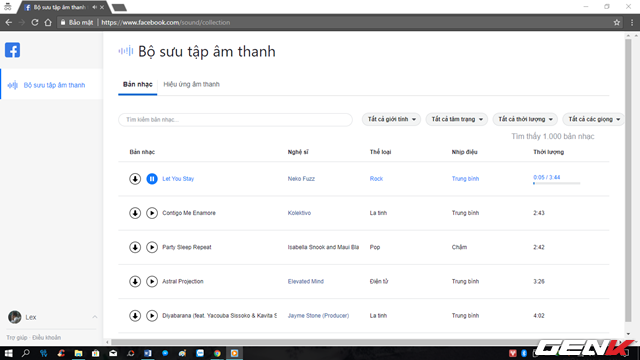 Bộ sưu tập âm thanh
Bảo mật | https://www.facebook.com/sound/collection
Bộ sưu tập âm thanh
Bộ sưu tập âm thanh
Bản nhạc Hiệu ứng âm thanh
Tìm kiếm bản nhạc... Tất cả giới tính Tất cả tâm trạng Tất cả thời lượng Tất cả các giọng
Tìm thấy 1.000 bản nhạc
Bản nhạc Nghệ sĩ Thể loại Nhịp điệu Thời lượng
Let You Stay Neko Fuzz Rock Trung bình 0:05 / 3:44
Contigo Me Enamore Kolektivo La tinh Trung bình 2:43
Party Sleep Repeat Isabella Snook and Maui Bla Pop Chậm 2:42
Astral Projection Elevated Mind Điện tử Trung bình 3:26
Diyabarana (feat. Yacouba Sissoko & Kavita S Jayme Stone (Producer) La tinh Trung bình 4:02
Lex
Trợ giúp · Điều khoản
GENK